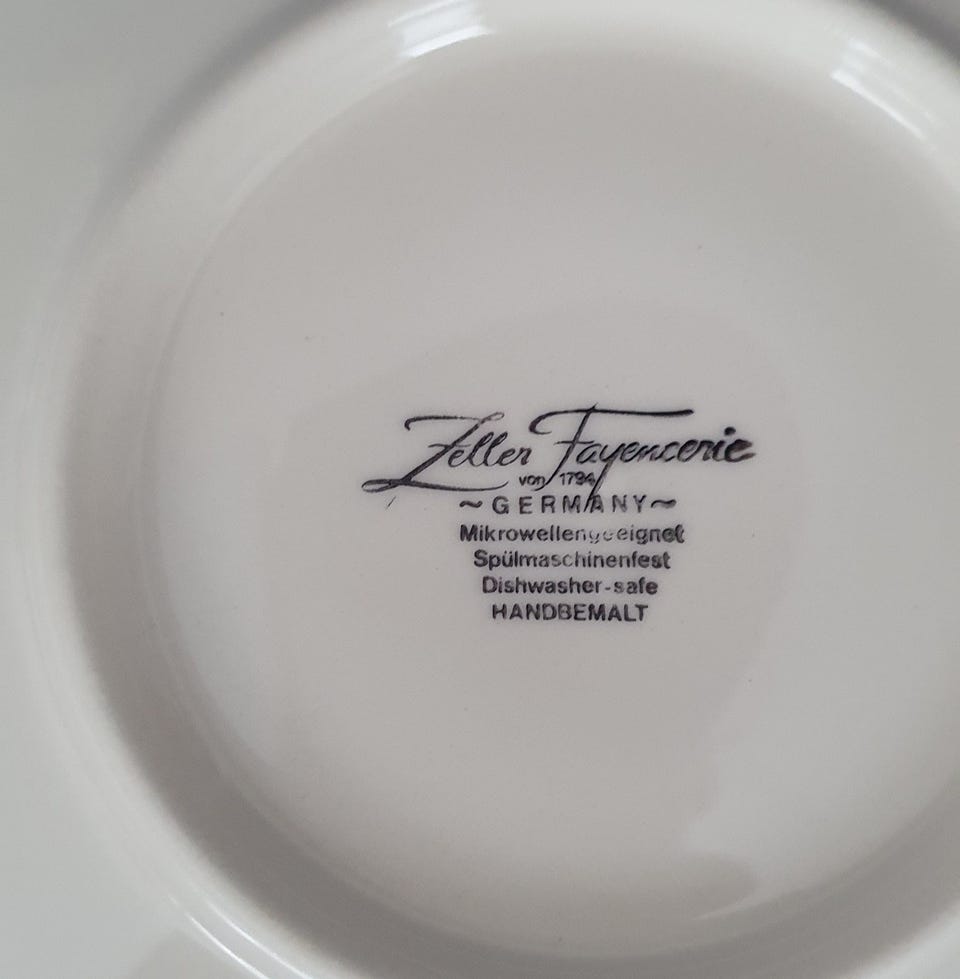 Zeller Fayencerie
von 1794
~GERMANY~
Mikrowellengeeignet
Spülmaschinenfest
Dishwasher-safe
HANDBEMALT